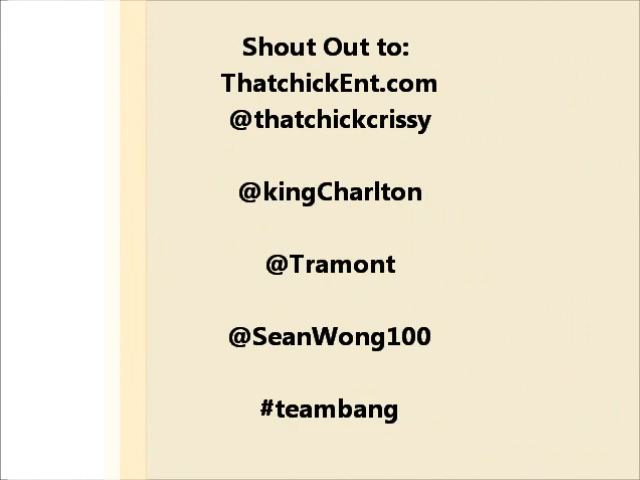 Shout Out to:
ThatchickEnt.com
@thatchickcrissy
@kingCharlton
@Tramont
@SeanWong100
#teambang